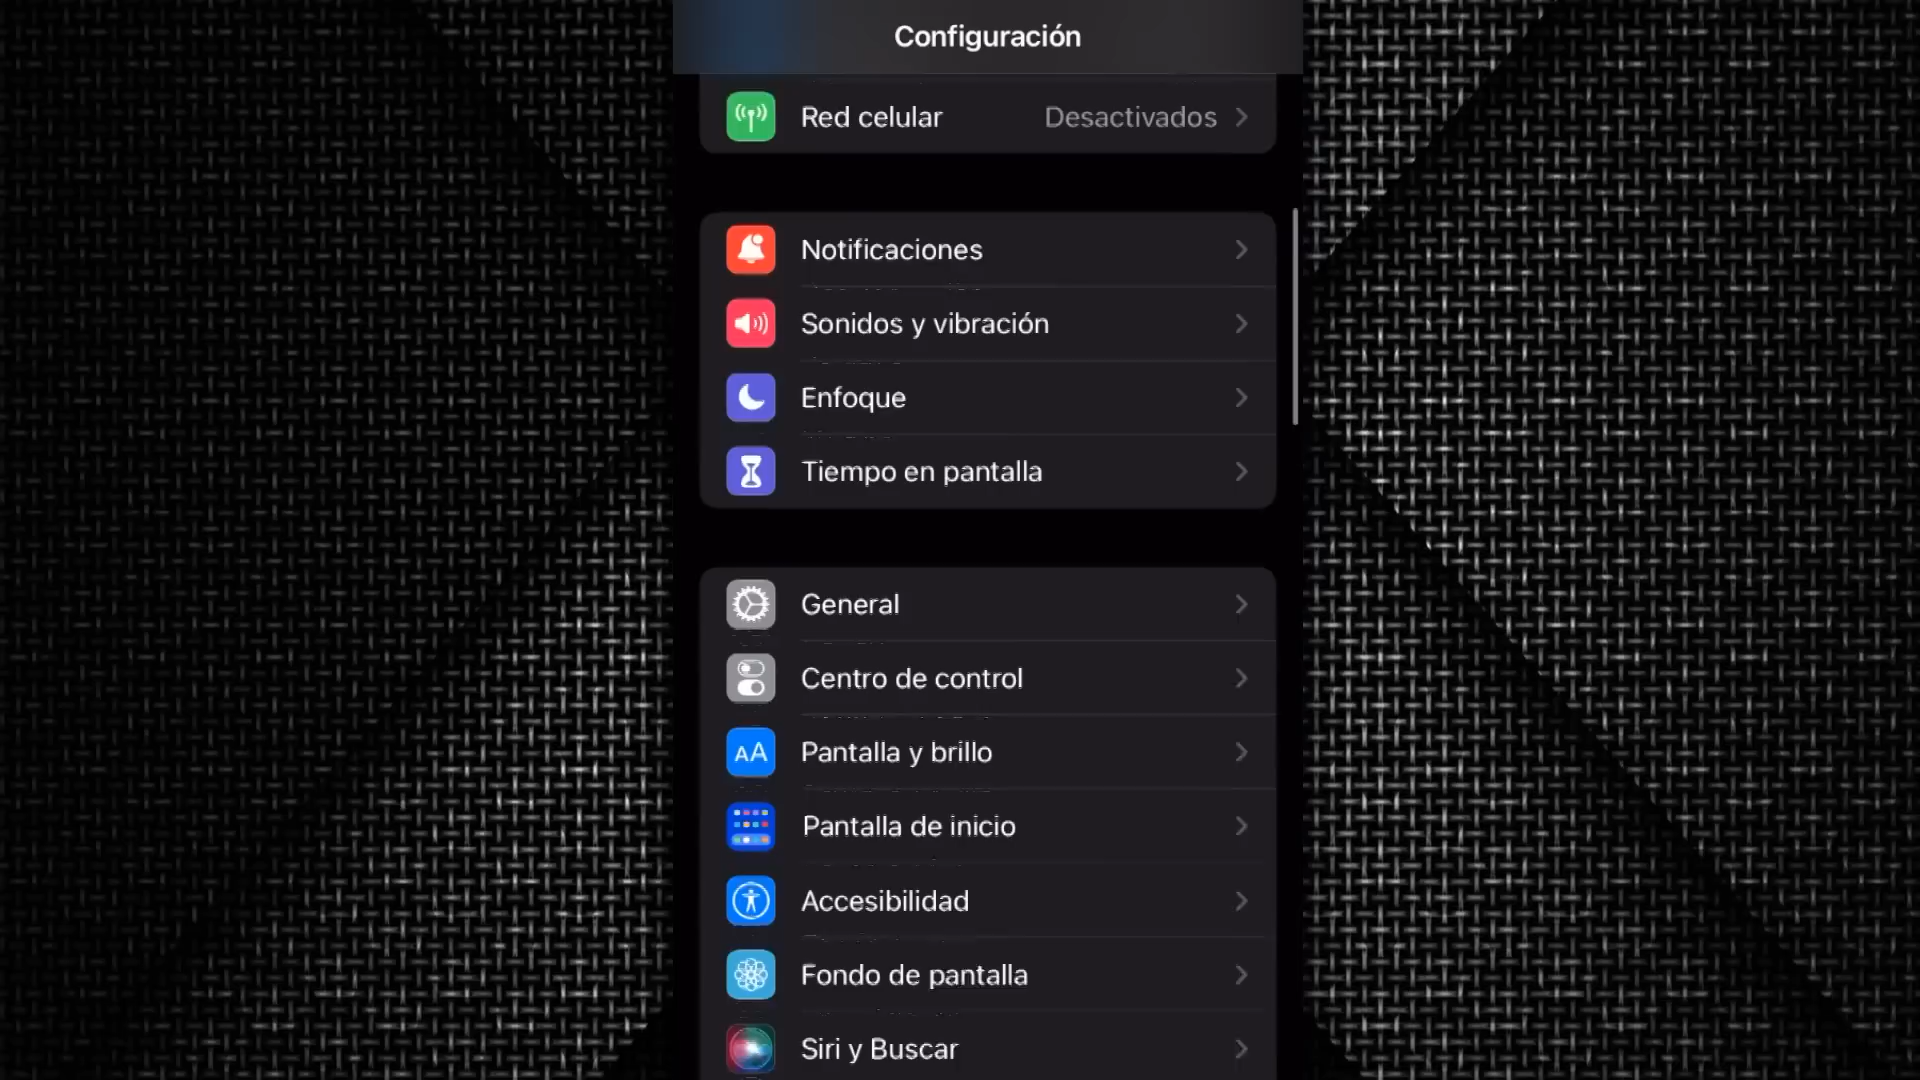 Configuración
Red celular Desactivados
Notificaciones
Sonidos y vibración
Enfoque
Tiempo en pantalla
General
Centro de control
AA Pantalla y brillo
Pantalla de inicio
Accesibilidad
Fondo de pantalla
Siri y Buscar